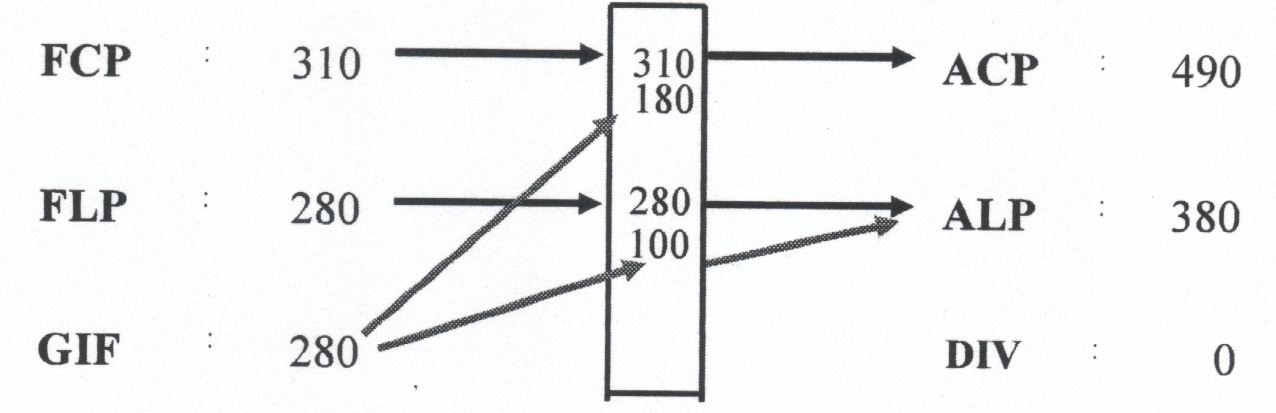 FCP : 310 310 ACP : 490
180
FLP : 280 280 ALP : 380
100
GIF : 280 DIV : 0